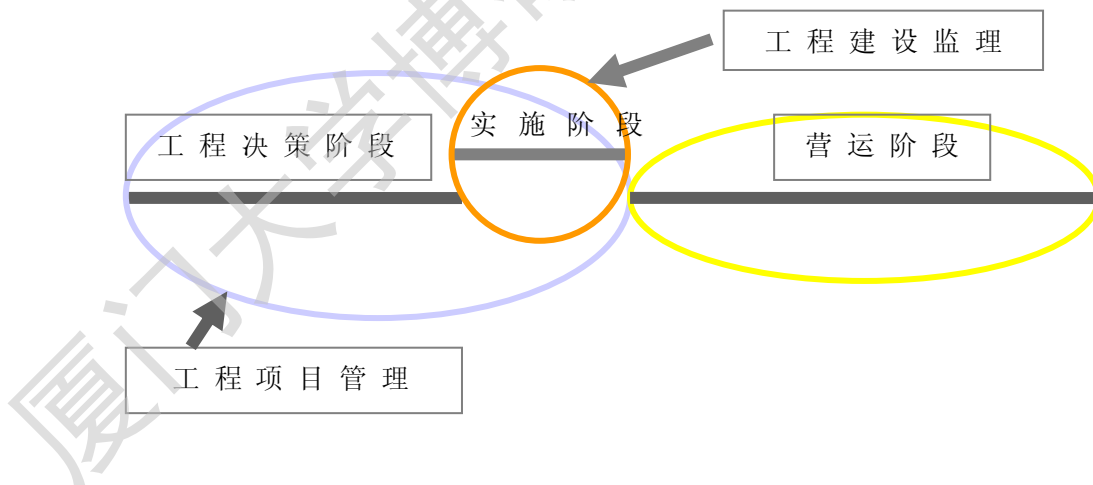 工程建设监理
实施阶段
工程决策阶段
营运阶段
工程项目管理
厦门大学博